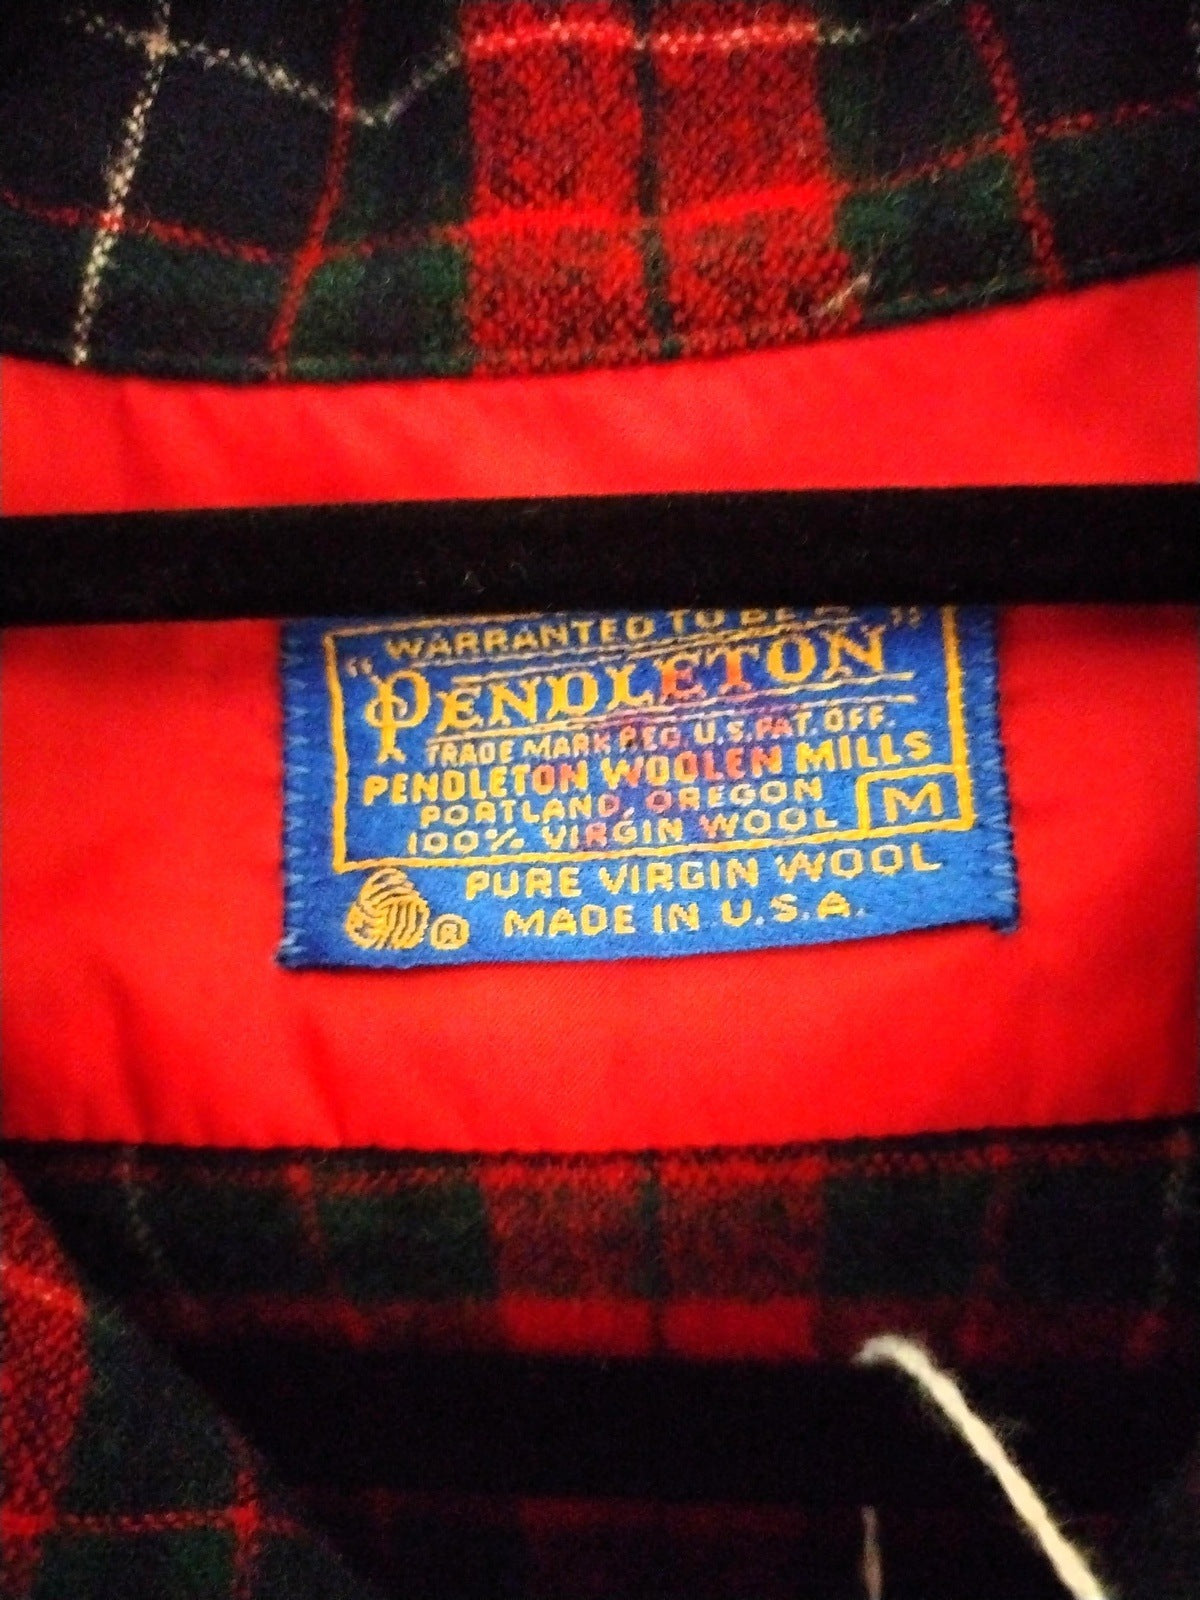 WARRANTED TO BE A
"PENDLETON"
TRADE MARK REG. U.S. PAT. OFF.
PENDLETON WOOLEN MILLS
PORTLAND, OREGON
100% VIRGIN WOOL
M
PURE VIRGIN WOOL
® MADE IN U.S.A.